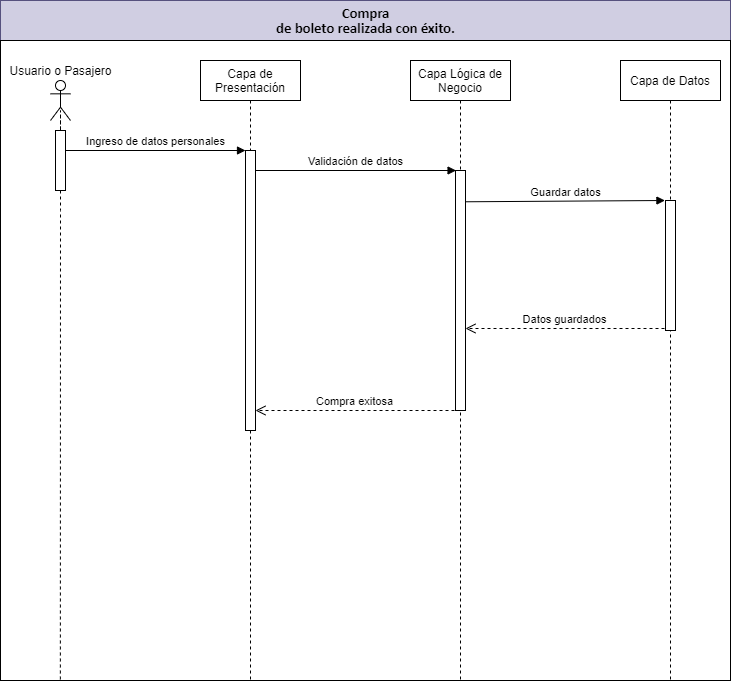 Compra
de boleto realizada con éxito.
Usuario o Pasajero
Capa de
Presentación
Capa Lógica de
Negocio
Capa de Datos
Ingreso de datos personales
Validación de datos
Guardar datos
Datos guardados
Compra exitosa